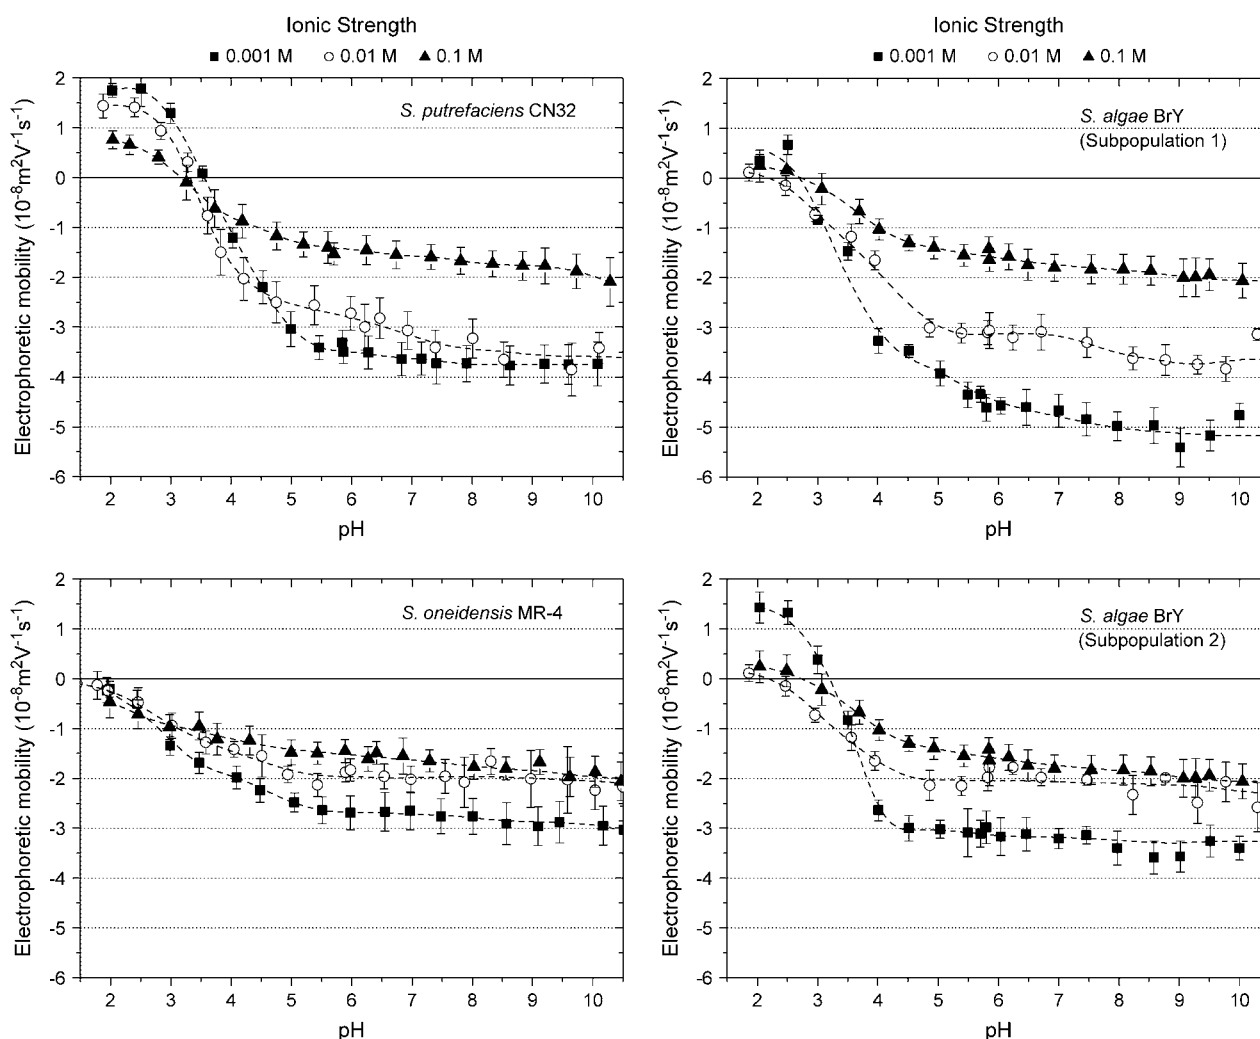 Ionic Strength
■ 0.001 M ○ 0.01 M ▲ 0.1 M
S. putrefaciens CN32
Electrophoretic mobility (10⁻⁸m²V⁻¹s⁻¹)
2
1
0
-1
-2
-3
-4
-5
-6
2 3 4 5 6 7 8 9 10
pH
Ionic Strength
■ 0.001 M ○ 0.01 M ▲ 0.1 M
S. algae BrY
(Subpopulation 1)
Electrophoretic mobility (10⁻⁸m²V⁻¹s⁻¹)
2
1
0
-1
-2
-3
-4
-5
-6
2 3 4 5 6 7 8 9 10
pH
S. oneidensis MR-4
Electrophoretic mobility (10⁻⁸m²V⁻¹s⁻¹)
2
1
0
-1
-2
-3
-4
-5
-6
2 3 4 5 6 7 8 9 10
pH
S. algae BrY
(Subpopulation 2)
Electrophoretic mobility (10⁻⁸m²V⁻¹s⁻¹)
2
1
0
-1
-2
-3
-4
-5
-6
2 3 4 5 6 7 8 9 10
pH